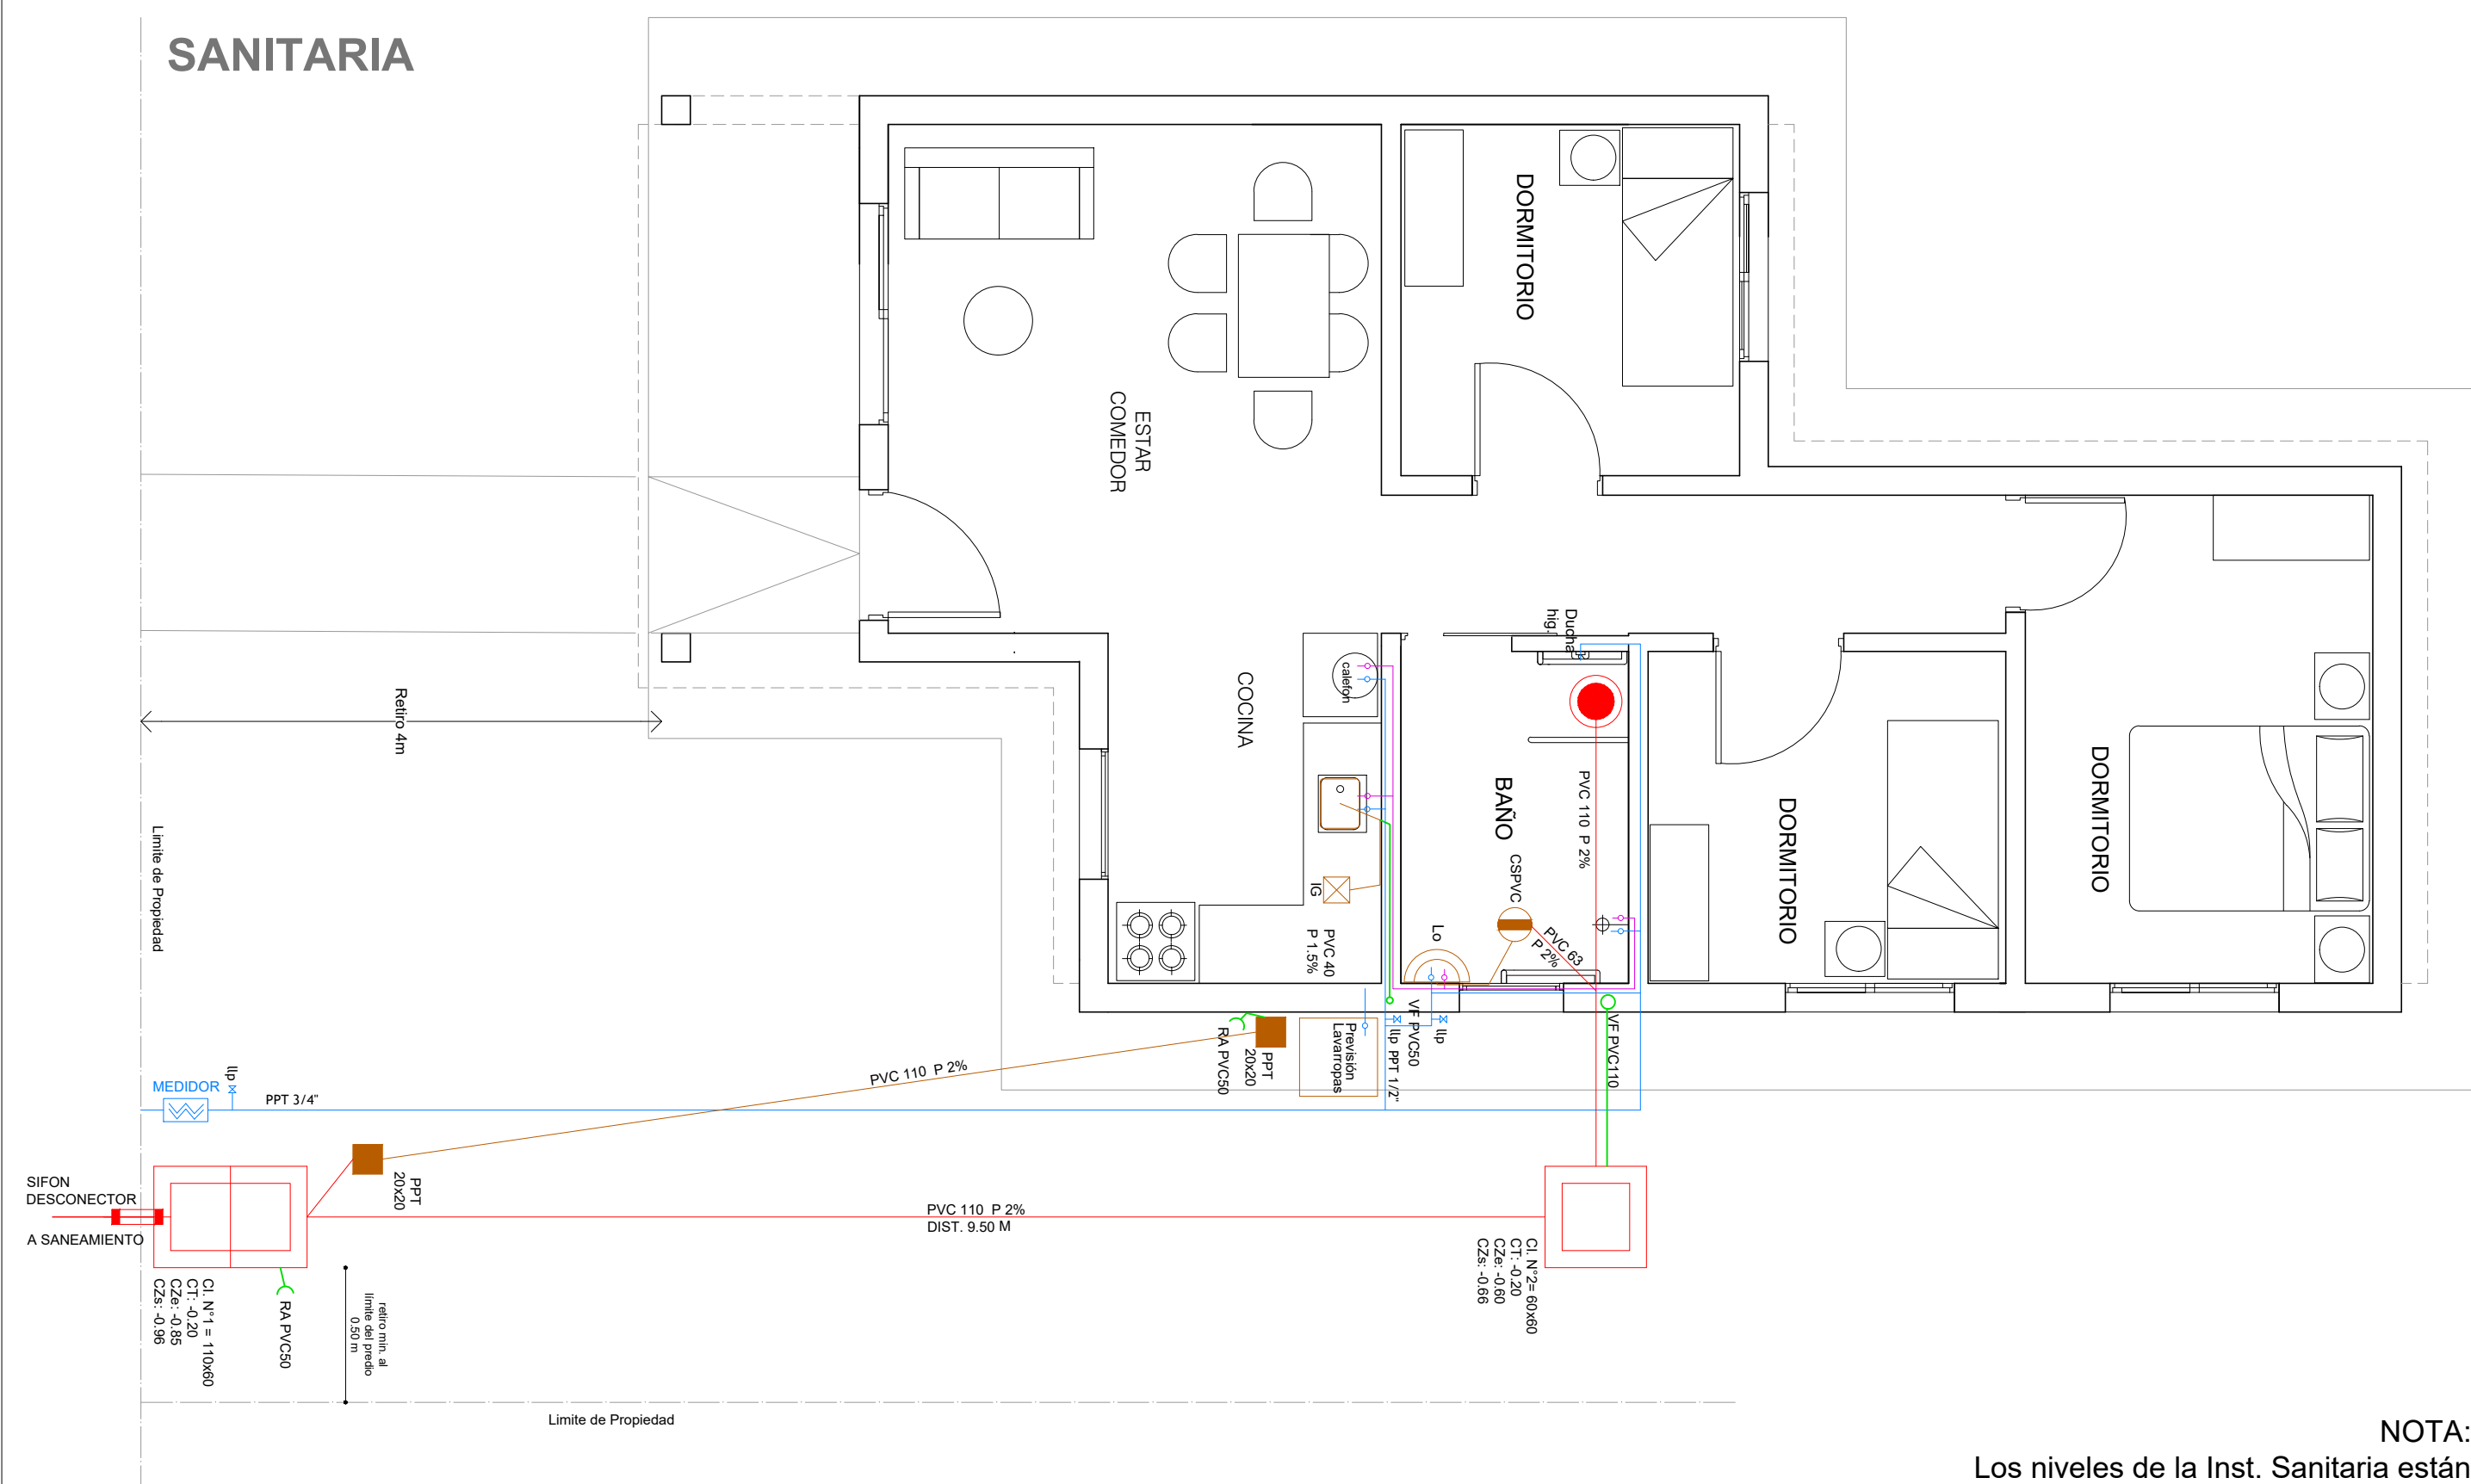 SANITARIA
DORMITORIO
ESTAR
COMEDOR
Ducha
hig.
calefon
COCINA
Retiro 4m
BAÑO
PVC 110 P 2%
DORMITORIO
DORMITORIO
Limite de Propiedad
CSPVC
IG
PVC 40
P 1.5%
Lo
PVC 63
P 2%
VF PVC50
VF PVC110
llp
llp PPT 1/2"
Previsión
Lavarropas
RA PVC50
PPT
20x20
PVC 110 P 2%
MEDIDOR
llp
PPT 3/4"
SIFON
DESCONECTOR
A SANEAMIENTO
PPT
20x20
PVC 110 P 2%
DIST. 9.50 M
CI. N°2= 60x60
CT: -0.20
CZe: -0.60
CZs: -0.66
CI. N°1 = 110x60
CT: -0.20
CZe: -0.85
CZs: -0.96
RA PVC50
retiro min. al
limite del predio
0.50 m
Limite de Propiedad
NOTA:
Los niveles de la Inst. Sanitaria están